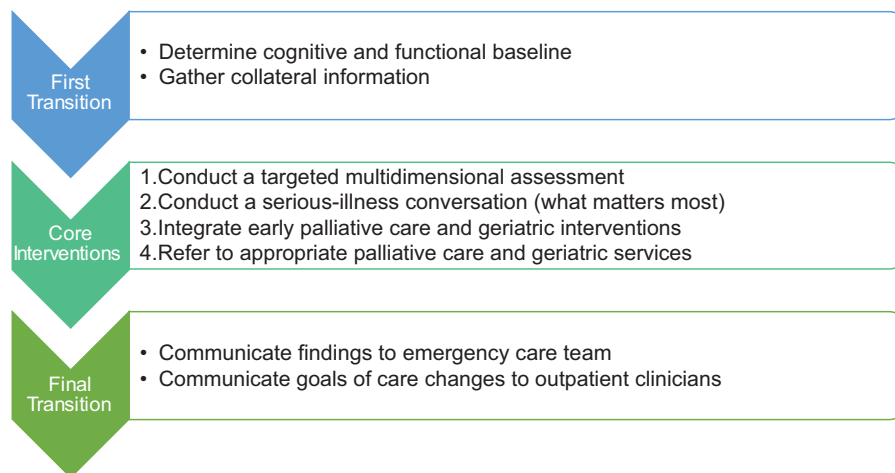 First
Transition
• Determine cognitive and functional baseline
• Gather collateral information
Core
Interventions
1.Conduct a targeted multidimensional assessment
2.Conduct a serious-illness conversation (what matters most)
3.Integrate early palliative care and geriatric interventions
4.Refer to appropriate palliative care and geriatric services
Final
Transition
• Communicate findings to emergency care team
• Communicate goals of care changes to outpatient clinicians